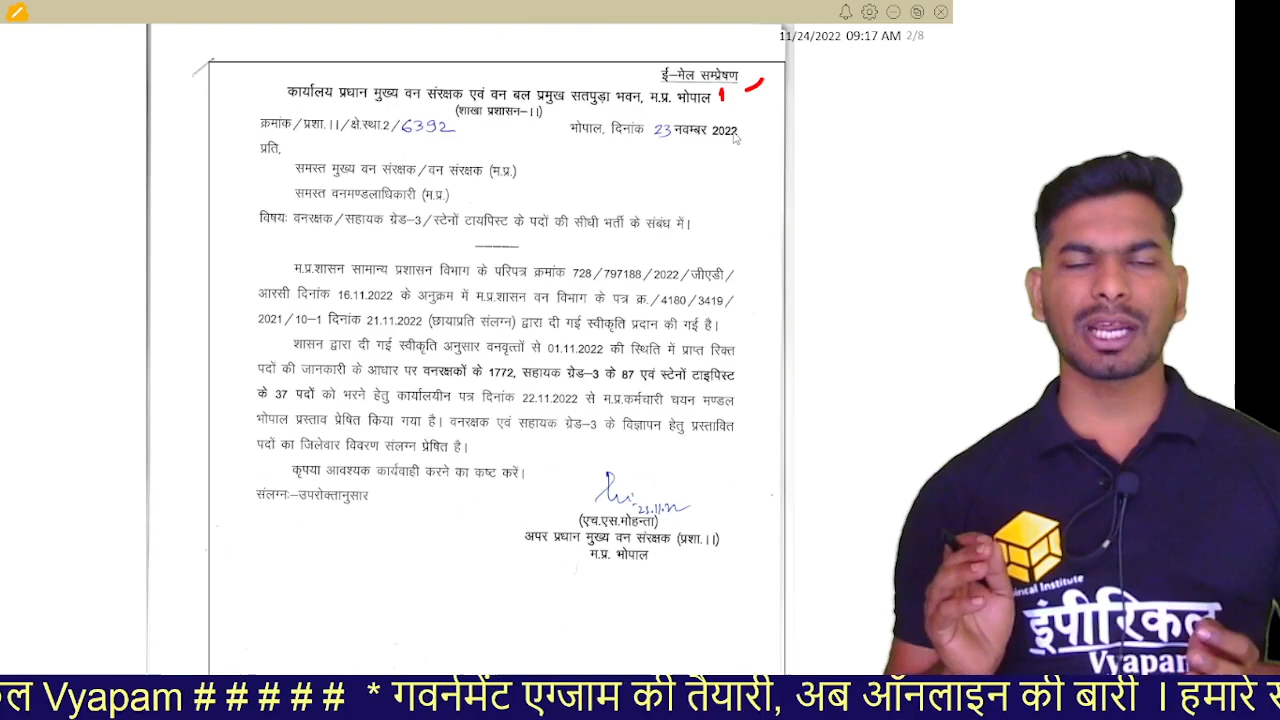 11/24/2022 09:17 AM 2/8
ई–मेल सम्प्रेषण
कार्यालय प्रधान मुख्य वन संरक्षक एवं वन बल प्रमुख सतपुड़ा भवन, म.प्र. भोपाल
(शाखा प्रशासन–।।)
क्रमांक/प्रशा.।।/क्षे.स्था.2/6392 भोपाल, दिनांक 23 नवम्बर 2022
प्रति,
समस्त मुख्य वन संरक्षक/वन संरक्षक (म.प्र.)
समस्त वनमण्डलाधिकारी (म.प्र.)
विषयः वनरक्षक/सहायक ग्रेड–3/स्टेनों टायपिस्ट के पदों की सीधी भर्ती के संबंध में।
म.प्र.शासन सामान्य प्रशासन विभाग के परिपत्र क्रमांक 728/797188/2022/जीएडी/
आरसी दिनांक 16.11.2022 के अनुक्रम में म.प्र.शासन वन विभाग के पत्र क्र./4180/3419/
2021/10–1 दिनांक 21.11.2022 (छायाप्रति संलग्न) द्वारा दी गई स्वीकृति प्रदान की गई है।
शासन द्वारा दी गई स्वीकृति अनुसार वनवृत्तों से 01.11.2022 की स्थिति में प्राप्त रिक्त
पदों की जानकारी के आधार पर वनरक्षकों के 1772, सहायक ग्रेड–3 के 87 एवं स्टेनों टाइपिस्ट
के 37 पदों को भरने हेतु कार्यालयीन पत्र दिनांक 22.11.2022 से म.प्र.कर्मचारी चयन मण्डल
भोपाल प्रस्ताव प्रेषित किया गया है। वनरक्षक एवं सहायक ग्रेड–3 के विज्ञापन हेतु प्रस्तावित
पदों का जिलेवार विवरण संलग्न प्रेषित है।
कृपया आवश्यक कार्यवाही करने का कष्ट करें।
संलग्नः–उपरोक्तानुसार
23.11.22
(एच.एस.मोहन्ता)
अपर प्रधान मुख्य वन संरक्षक (प्रशा.।।)
म.प्र. भोपाल
Institute
इंपीरिकल
Vyapam
Vyapam # # # # # * गवर्नमेंट एग्जाम की तैयारी, अब ऑनलाइन की बारी । हमारे